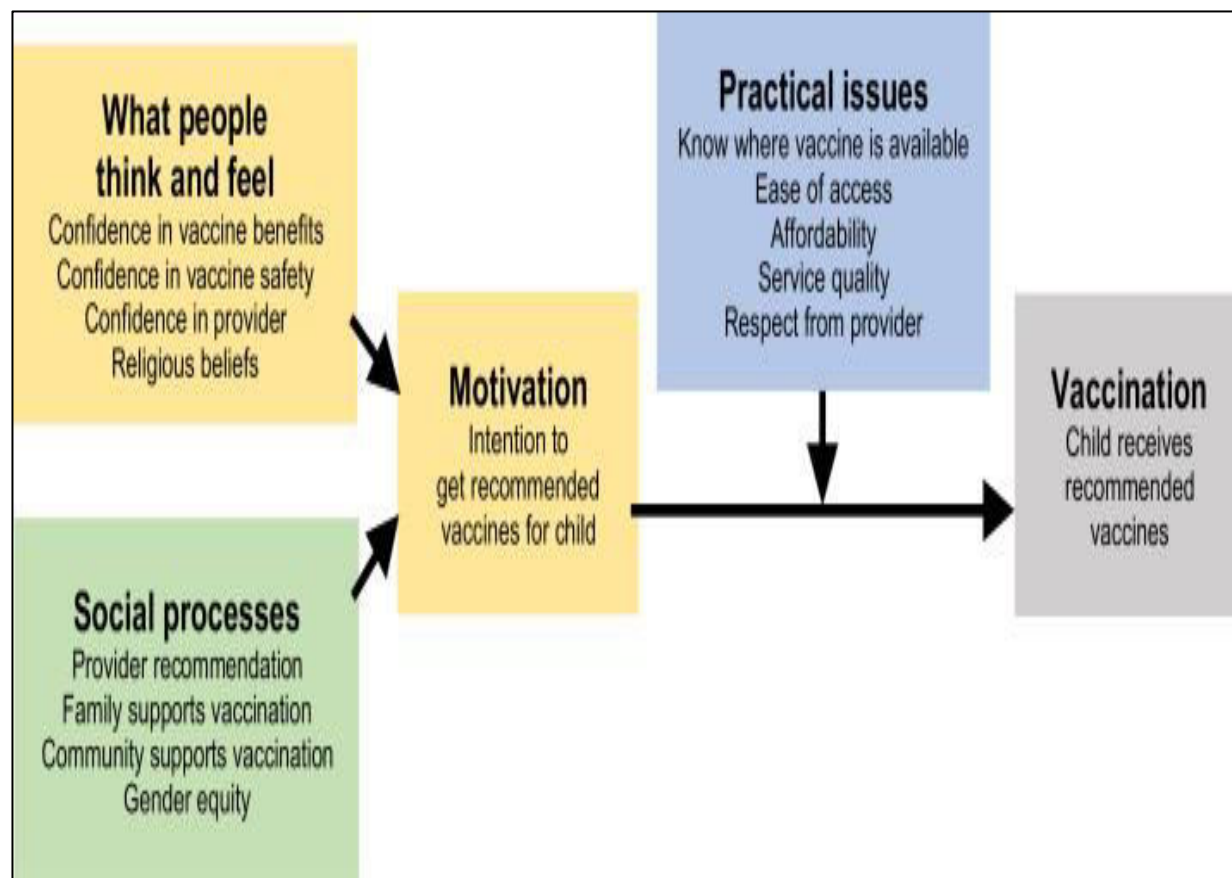 What people
think and feel
Confidence in vaccine benefits
Confidence in vaccine safety
Confidence in provider
Religious beliefs
Social processes
Provider recommendation
Family supports vaccination
Community supports vaccination
Gender equity
Motivation
Intention to
get recommended
vaccines for child
Practical issues
Know where vaccine is available
Ease of access
Affordability
Service quality
Respect from provider
Vaccination
Child receives
recommended
vaccines